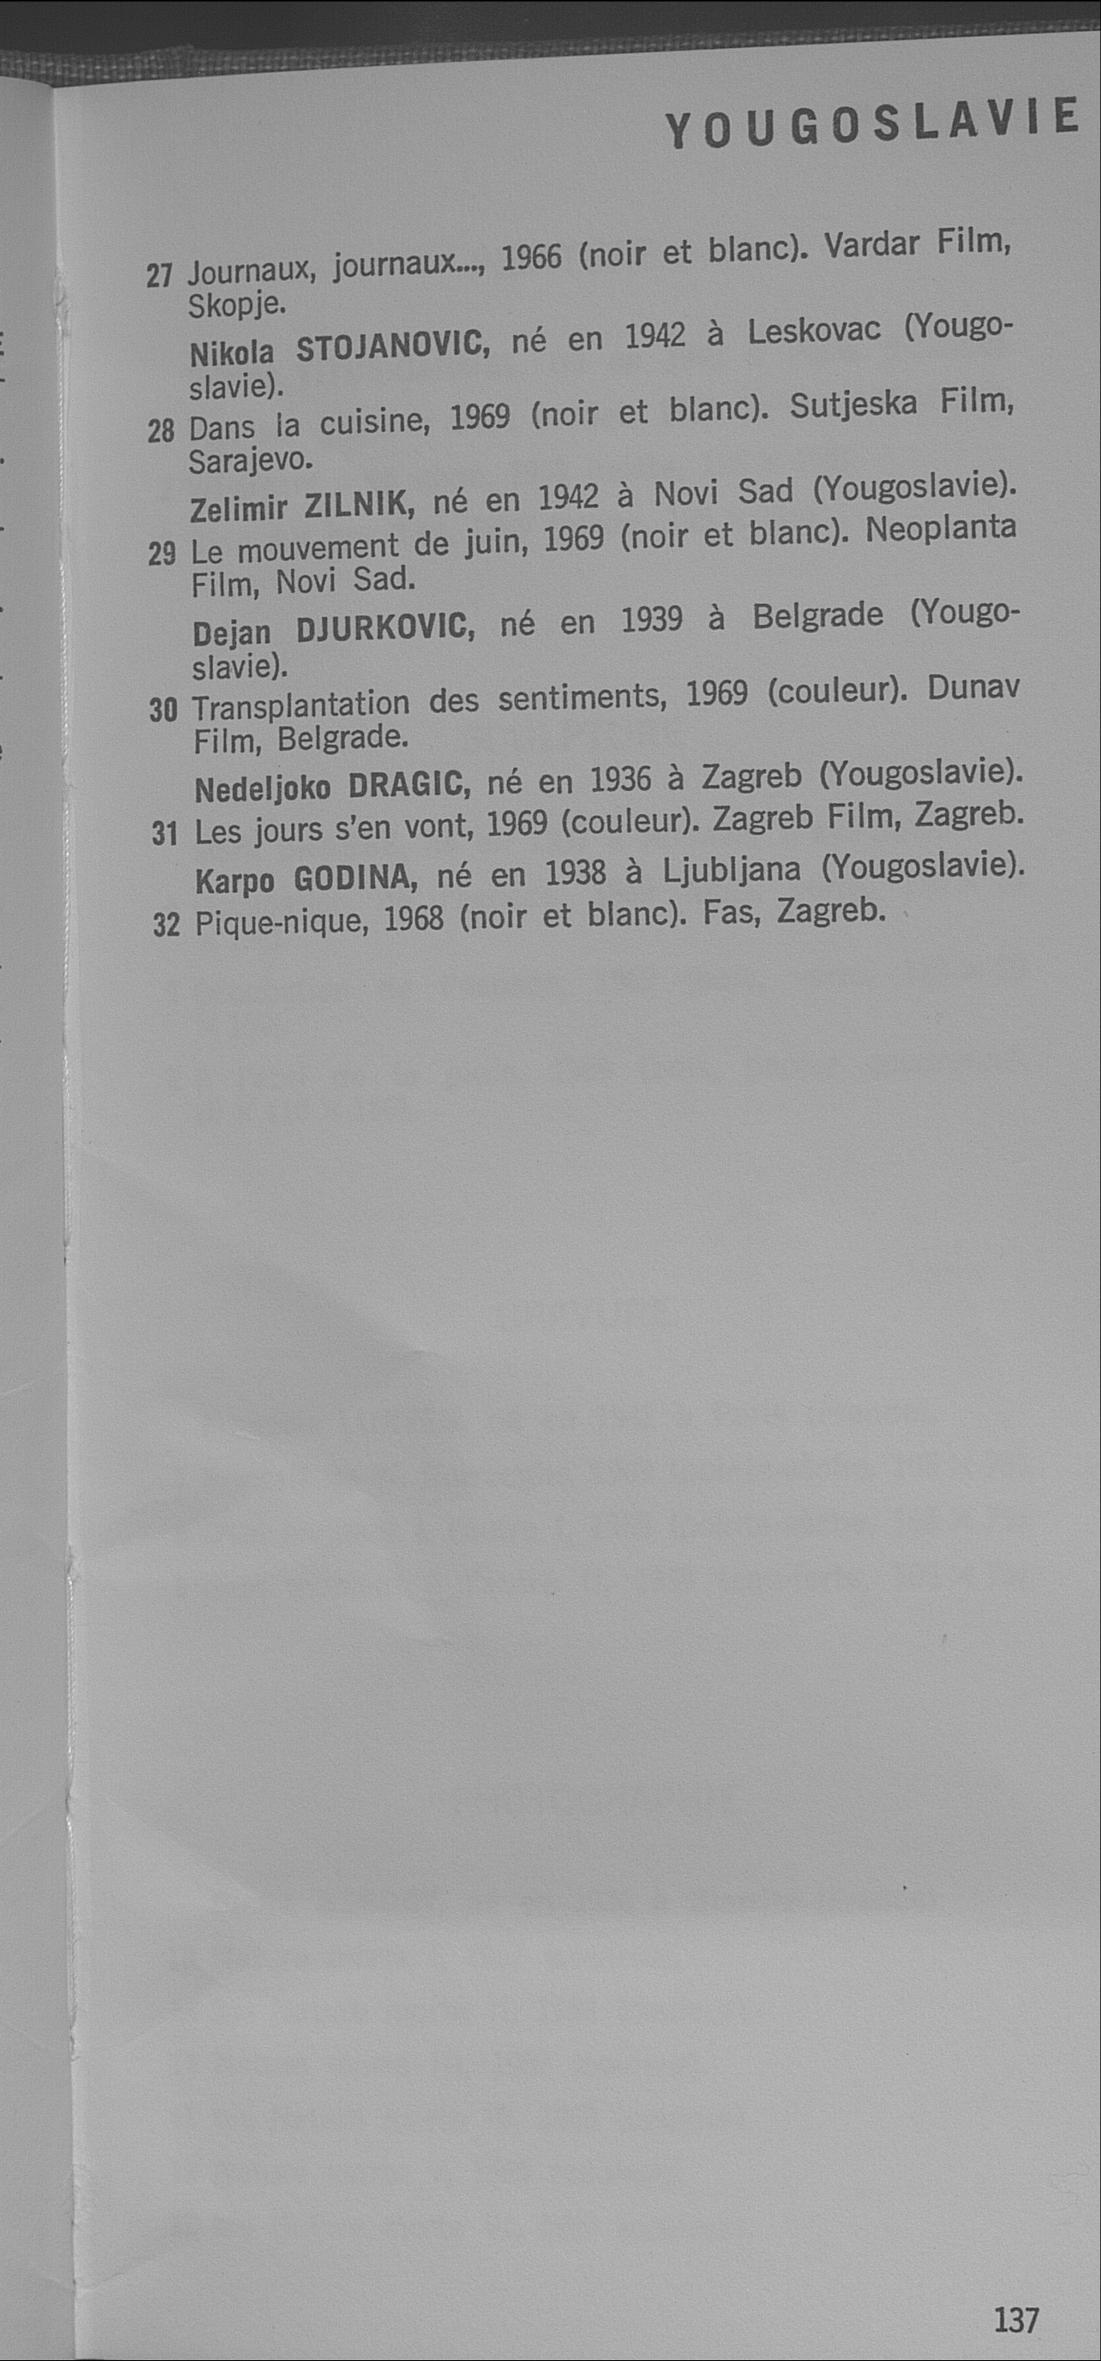 YOUGOSLAVIE
27 Journaux, journaux..., 1966 (noir et blanc). Vardar Film,
Skopje.
Nikola STOJANOVIC, né en 1942 à Leskovac (Yougo-
slavie).
28 Dans la cuisine, 1969 (noir et blanc). Sutjeska Film,
Sarajevo.
Zelimir ZILNIK, né en 1942 à Novi Sad (Yougoslavie).
29 Le mouvement de juin, 1969 (noir et blanc). Neoplanta
Film, Novi Sad.
Dejan DJURKOVIC, né en 1939 à Belgrade (Yougo-
slavie).
30 Transplantation des sentiments, 1969 (couleur). Dunav
Film, Belgrade.
Nedeljoko DRAGIC, né en 1936 à Zagreb (Yougoslavie).
31 Les jours s'en vont, 1969 (couleur). Zagreb Film, Zagreb.
Karpo GODINA, né en 1938 à Ljubljana (Yougoslavie).
32 Pique-nique, 1968 (noir et blanc). Fas, Zagreb.
137